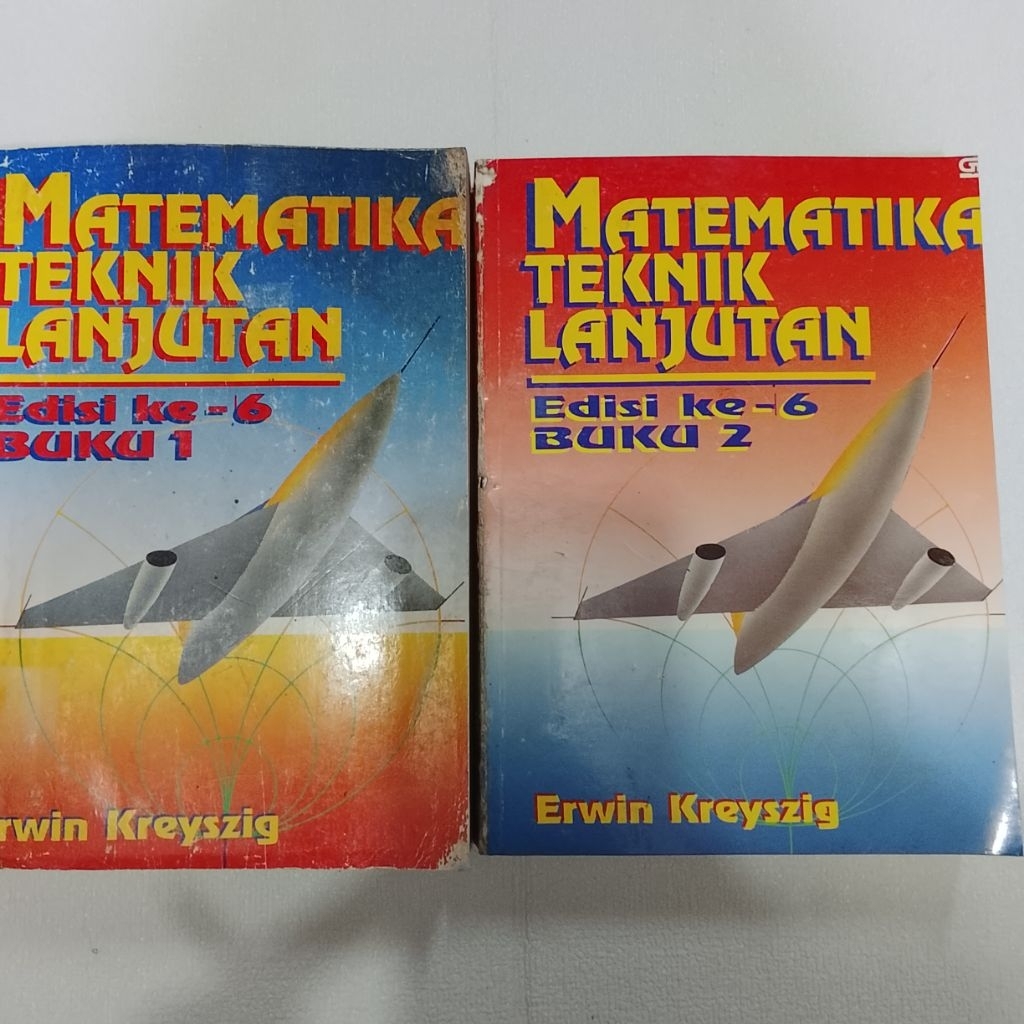 MATEMATIKA
TEKNIK
LANJUTAN
Edisi ke-6
BUKU 1
rwin Kreyszig
MATEMATIKA
TEKNIK
LANJUTAN
Edisi ke-6
BUKU 2
Erwin Kreyszig